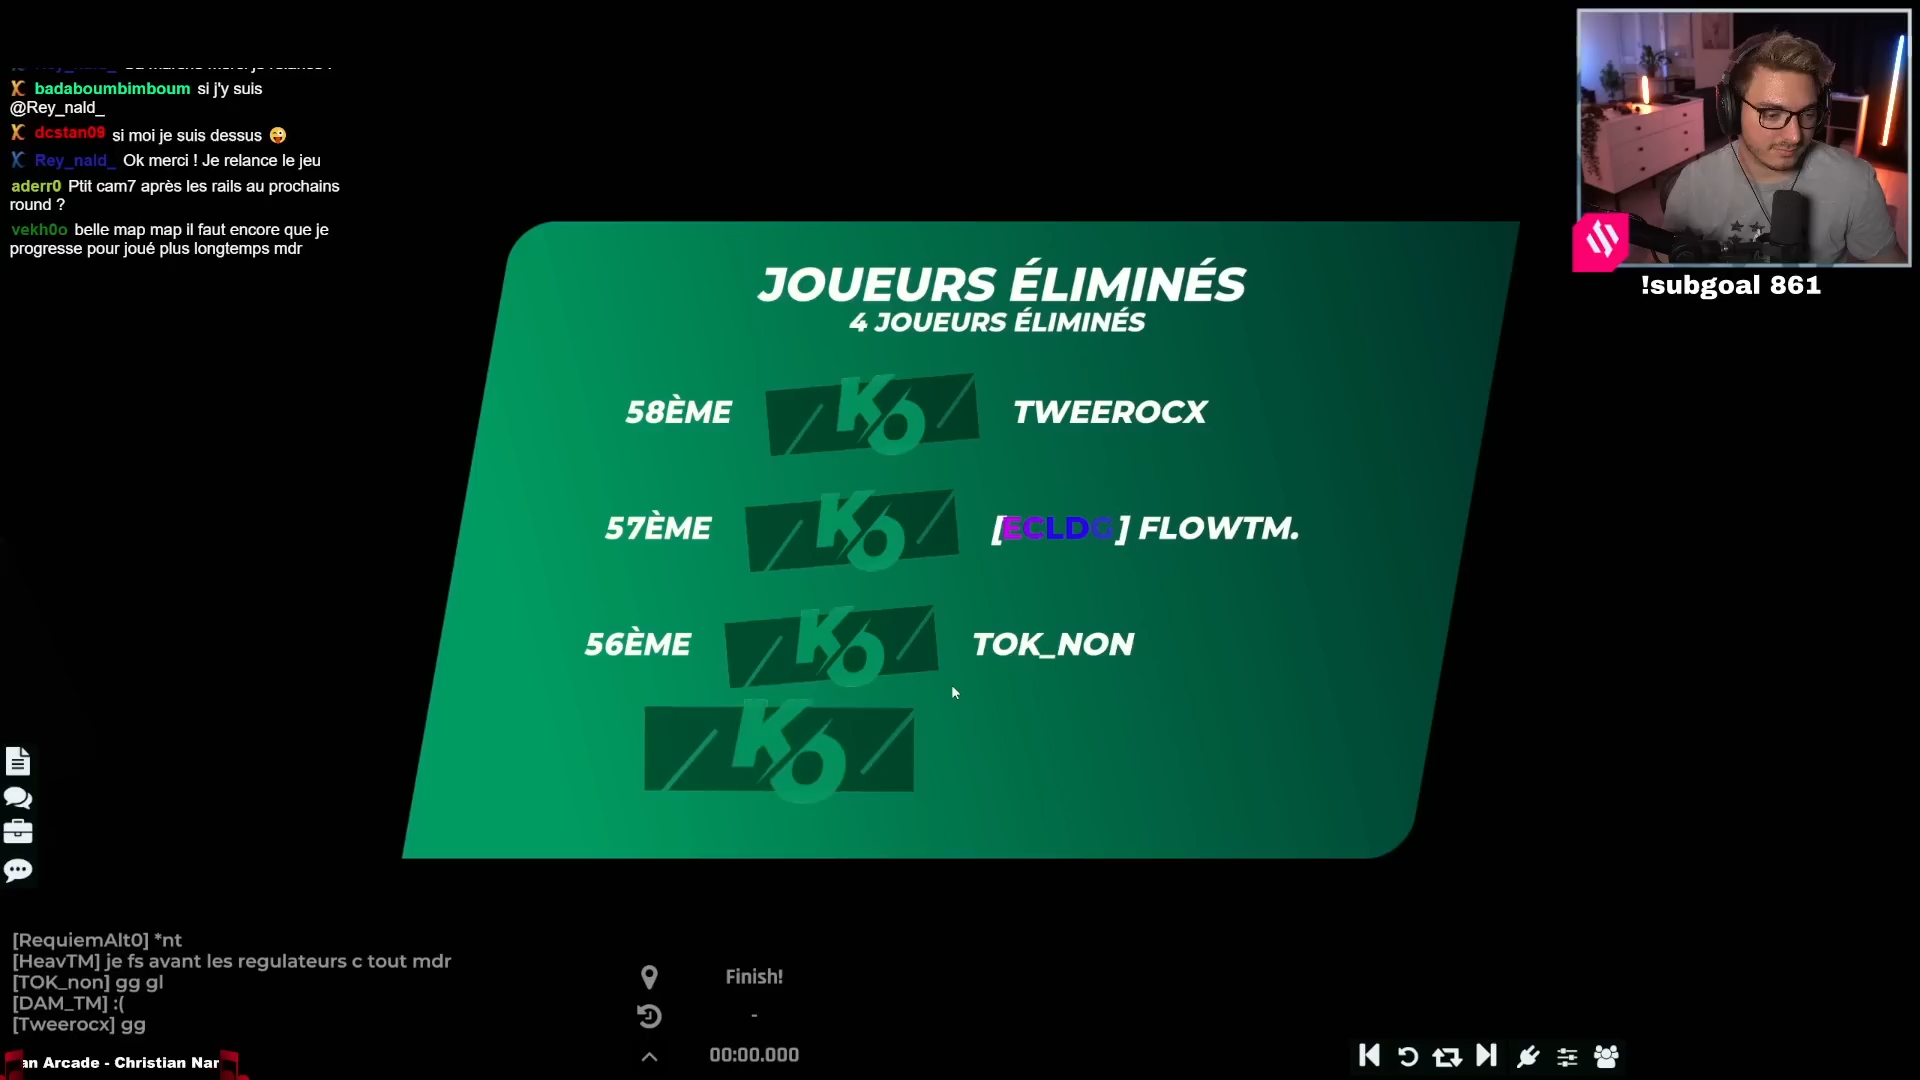 badaboumbimboum si j'y suis
@Rey_nald_
dcstan09 si moi je suis dessus 😜
Rey_nald_ Ok merci ! Je relance le jeu
aderr0 Ptit cam7 après les rails au prochains
round ?
vekh0o belle map map il faut encore que je
progresse pour joué plus longtemps mdr
!subgoal 861
JOUEURS ÉLIMINÉS
4 JOUEURS ÉLIMINÉS
58ÈME KO TWEEROCX
57ÈME KO [ECLDG] FLOWTM.
56ÈME KO TOK_NON
KO
[RequiemAlt0] *nt
[HeavTM] je fs avant les regulateurs c tout mdr
[TOK_non] gg gl
[DAM_TM] :(
[Tweerocx] gg
Finish!
-
00:00.000
an Arcade - Christian Nar